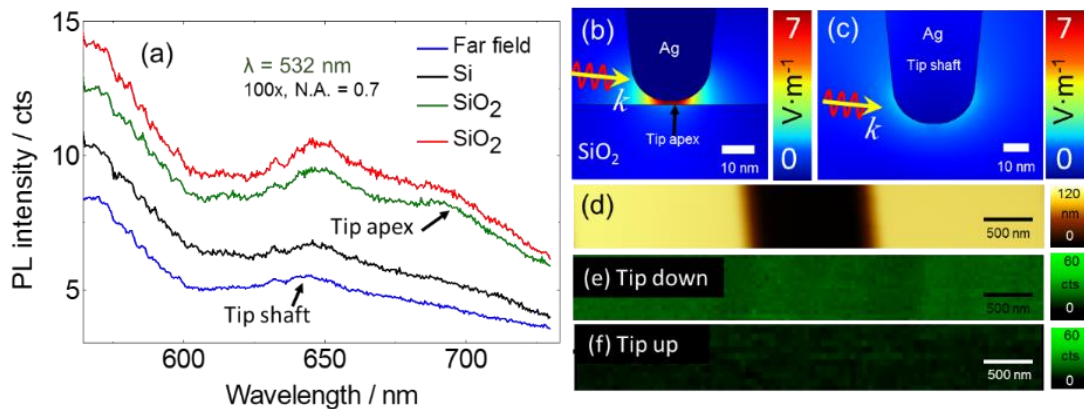 (a)
λ = 532 nm
100x, N.A. = 0.7
Far field
Si
SiO₂
SiO₂
Tip apex
Tip shaft
15
10
5
PL intensity / cts
600
650
700
Wavelength / nm
(b)
Ag
k
Tip apex
SiO₂
10 nm
7
V·m⁻¹
0
(c)
Ag
Tip shaft
k
10 nm
7
V·m⁻¹
0
(d)
500 nm
120
nm
0
(e) Tip down
500 nm
60
cts
0
(f) Tip up
500 nm
60
cts
0